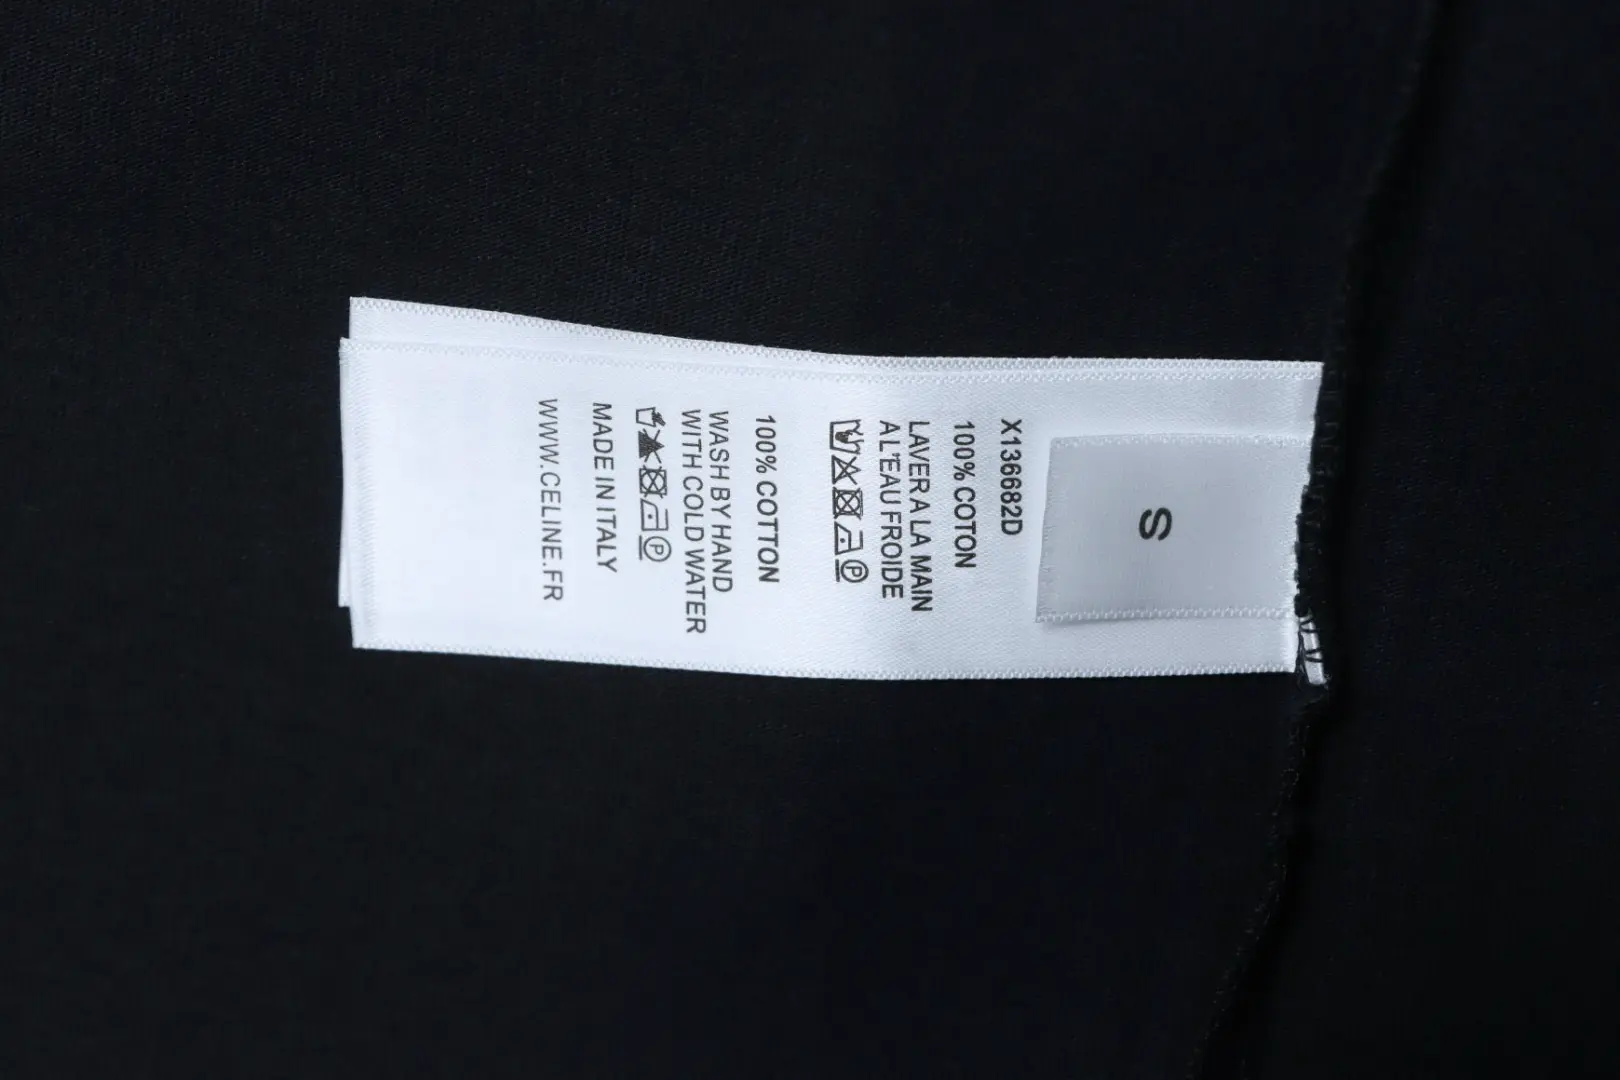 S
X136682D
100% COTON
LAVER A LA MAIN
A L'EAU FROIDE
100% COTTON
WASH BY HAND
WITH COLD WATER
MADE IN ITALY
WWW.CELINE.FR